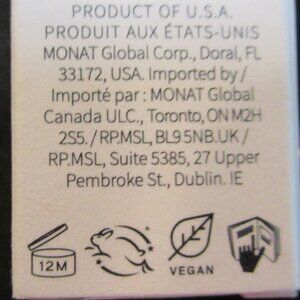 PRODUCT OF U.S.A.
PRODUIT AUX ÉTATS-UNIS
MONAT Global Corp., Doral, FL
33172, USA. Imported by /
Importé par : MONAT Global
Canada ULC., Toronto, ON M2H
2S5. / RP.MSL, BL9 5NB.UK /
RP.MSL, Suite 5385, 27 Upper
Pembroke St., Dublin. IE
12M
VEGAN